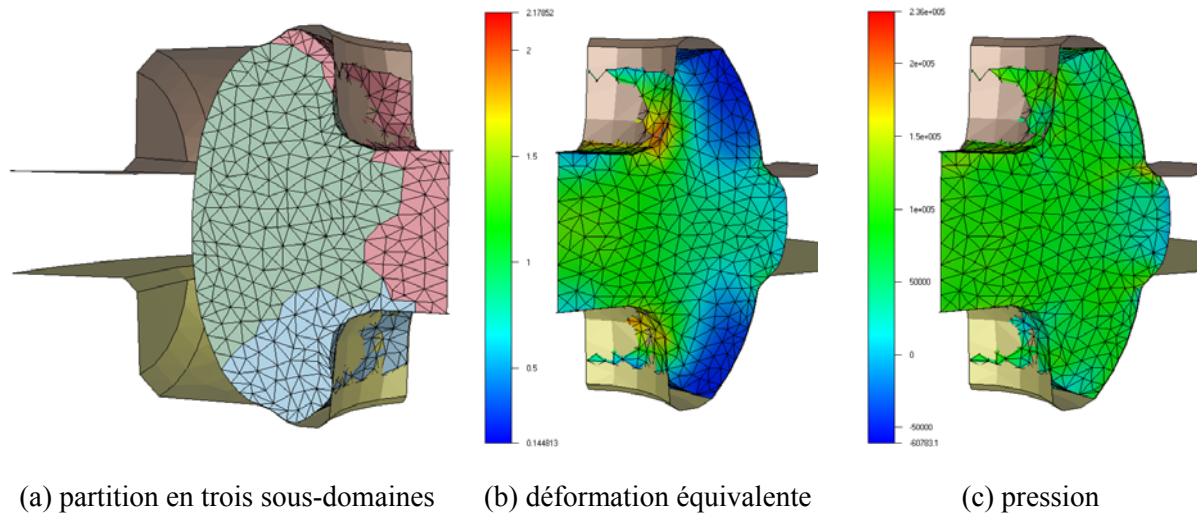 2.17852
2
1.5
1
0.5
0.144813
2.36e+005
2e+005
1.5e+005
1e+005
50000
0
-50000
-60783.1
(a) partition en trois sous-domaines
(b) déformation équivalente
(c) pression